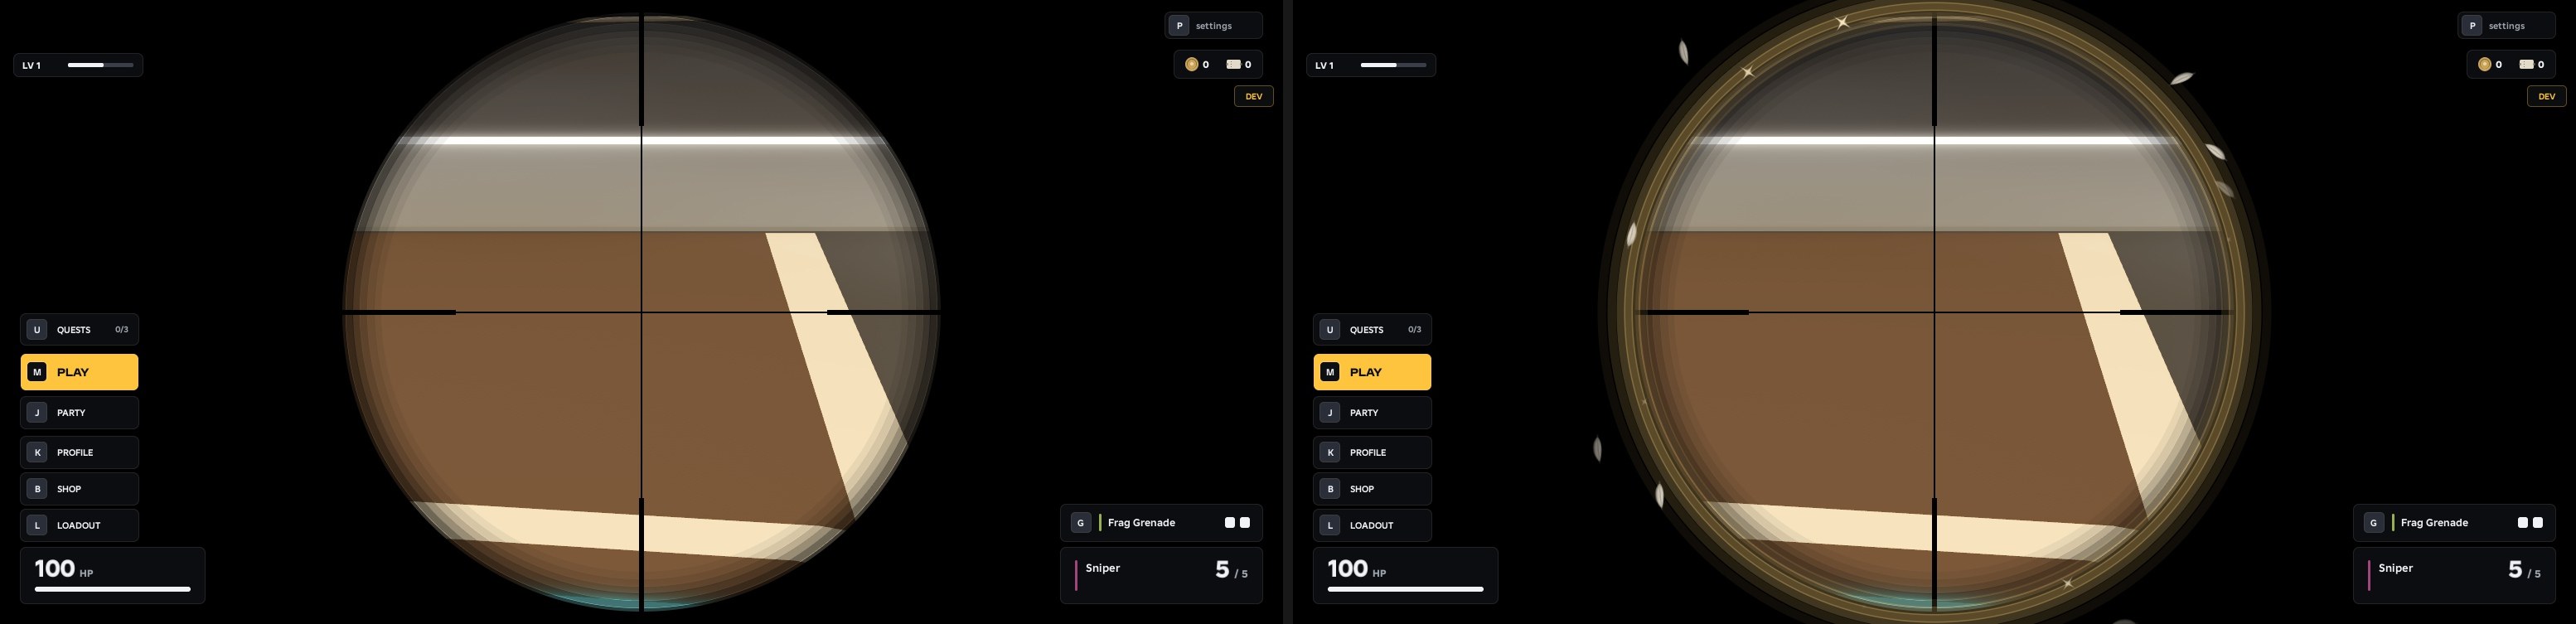 P settings
LV 1
0 0
DEV
U QUESTS 0/3
M PLAY
J PARTY
K PROFILE
B SHOP
L LOADOUT
100 HP
G Frag Grenade
Sniper 5 / 5
P settings
LV 1
0 0
DEV
U QUESTS 0/3
M PLAY
J PARTY
K PROFILE
B SHOP
L LOADOUT
100 HP
G Frag Grenade
Sniper 5 / 5